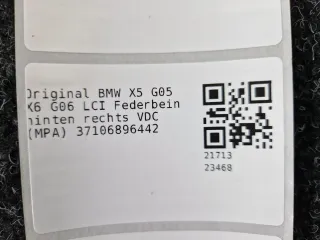 Original BMW X5 G05
X6 G06 LCI Federbein
hinten rechts VDC
(MPA) 37106896442
21713
23468